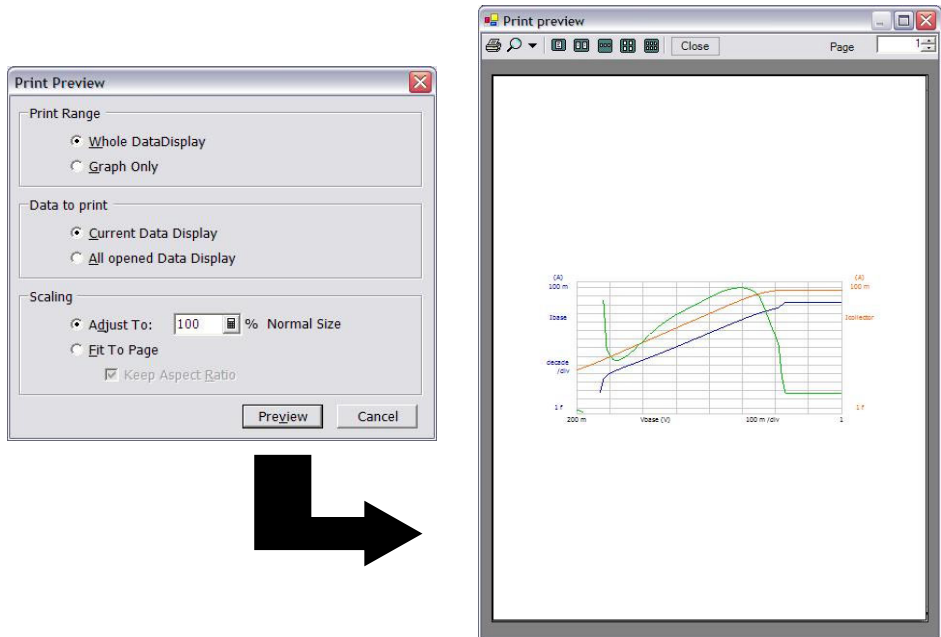 Print Preview
Print Range
Whole DataDisplay
Graph Only
Data to print
Current Data Display
All opened Data Display
Scaling
Adjust To: 100 % Normal Size
Fit To Page
Keep Aspect Ratio
Preview Cancel
Print preview
Close Page 1
(A) (A)
100 m 100 m
Ibase Icollector
decade
/div
1 f 1 f
200 m Vbase (V) 100 m /div 1